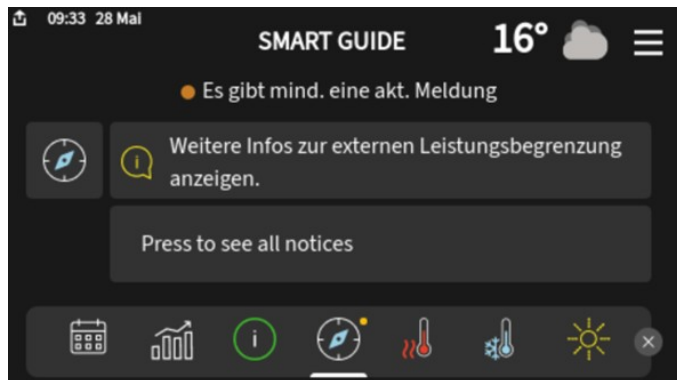 09:33 28 Mai
SMART GUIDE
16°
Es gibt mind. eine akt. Meldung
i
Weitere Infos zur externen Leistungsbegrenzung
anzeigen.
Press to see all notices
i